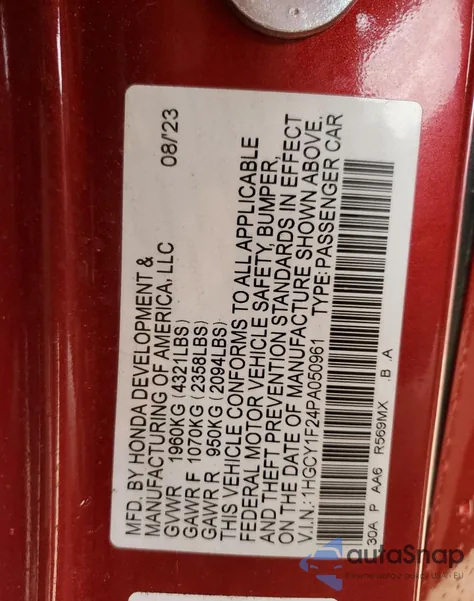 MFD. BY HONDA DEVELOPMENT & 08/23
MANUFACTURING OF AMERICA, LLC
GVWR 1960KG (4321LBS)
GAWR F 1070KG (2358LBS)
GAWR R 950KG (2094LBS)
THIS VEHICLE CONFORMS TO ALL APPLICABLE
FEDERAL MOTOR VEHICLE SAFETY, BUMPER,
AND THEFT PREVENTION STANDARDS IN EFFECT
ON THE DATE OF MANUFACTURE SHOWN ABOVE.
V.I.N.: 1HGCY1F24PA050961 TYPE: PASSENGER CAR
30A P AA6 R569MX .B .A
autoSnap